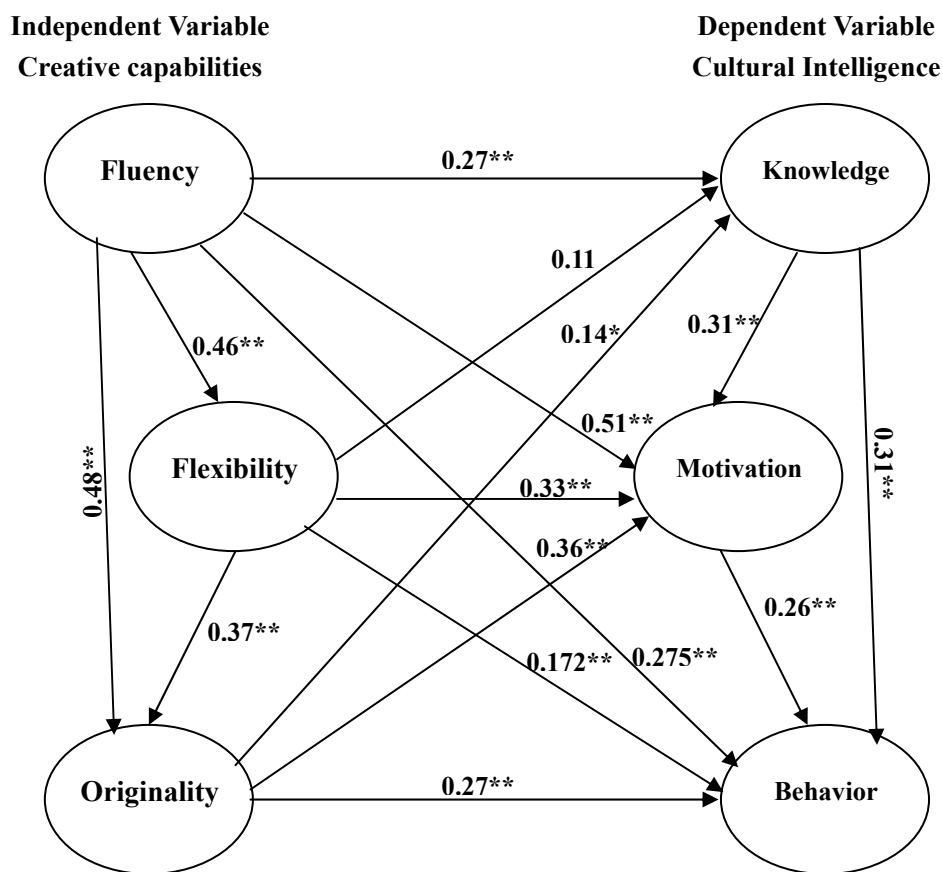 Independent Variable
Creative capabilities
Dependent Variable
Cultural Intelligence
Fluency
0.27**
Knowledge
0.11
0.14*
0.31**
0.46**
0.51**
Flexibility
Motivation
0.48**
0.33**
0.31**
0.36**
0.26**
0.37**
0.172**
0.275**
Originality
0.27**
Behavior